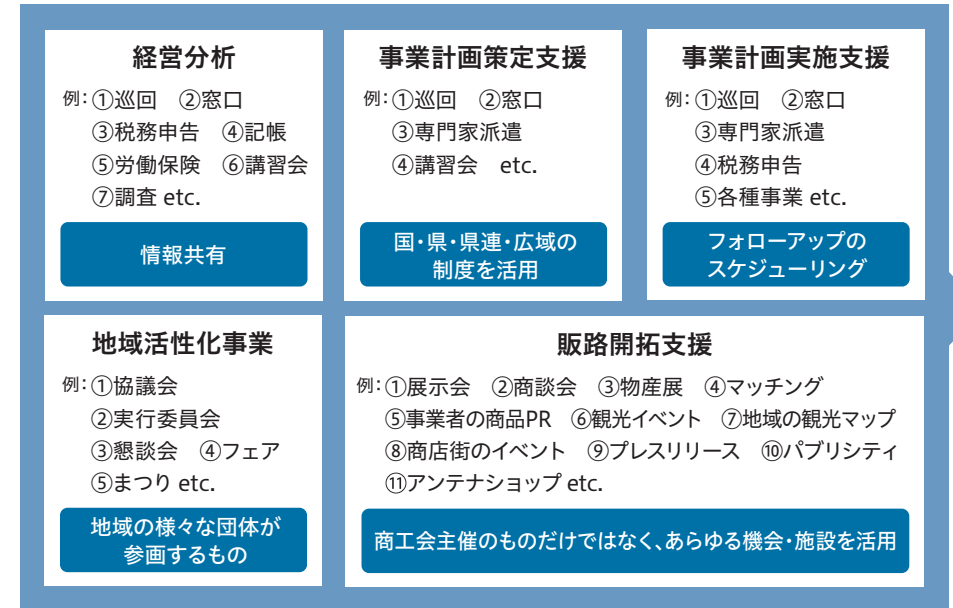 経営分析
例：①巡回　②窓口
③税務申告　④記帳
⑤労働保険　⑥講習会
⑦調査 etc.
情報共有
事業計画策定支援
例：①巡回　②窓口
③専門家派遣
④講習会　etc.
国・県・県連・広域の
制度を活用
事業計画実施支援
例：①巡回　②窓口
③専門家派遣
④税務申告
⑤各種事業 etc.
フォローアップの
スケジューリング
地域活性化事業
例：①協議会
②実行委員会
③懇談会　④フェア
⑤まつり etc.
地域の様々な団体が
参画するもの
販路開拓支援
例：①展示会　②商談会　③物産展　④マッチング
⑤事業者の商品PR　⑥観光イベント　⑦地域の観光マップ
⑧商店街のイベント　⑨プレスリリース　⑩パブリシティ
⑪アンテナショップ etc.
商工会主催のものだけではなく、あらゆる機会・施設を活用